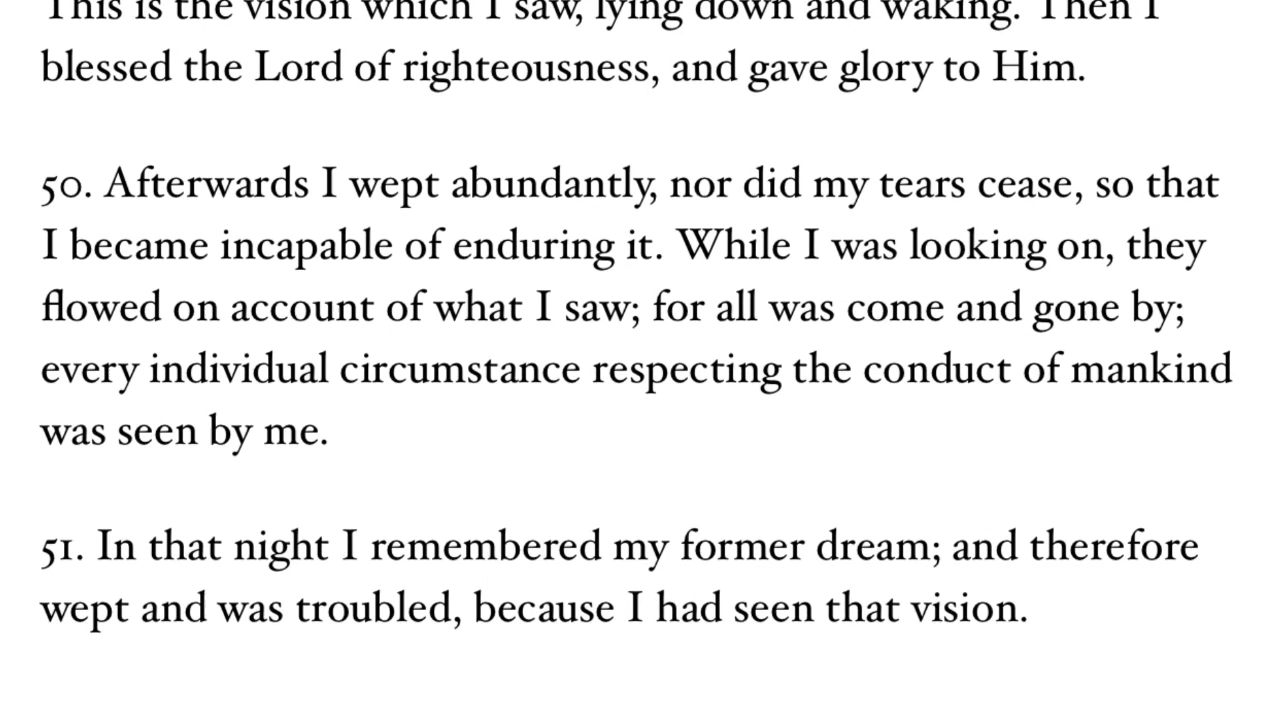 This is the vision which I saw, lying down and waking. Then I
blessed the Lord of righteousness, and gave glory to Him.
50. Afterwards I wept abundantly, nor did my tears cease, so that
I became incapable of enduring it. While I was looking on, they
flowed on account of what I saw; for all was come and gone by;
every individual circumstance respecting the conduct of mankind
was seen by me.
51. In that night I remembered my former dream; and therefore
wept and was troubled, because I had seen that vision.